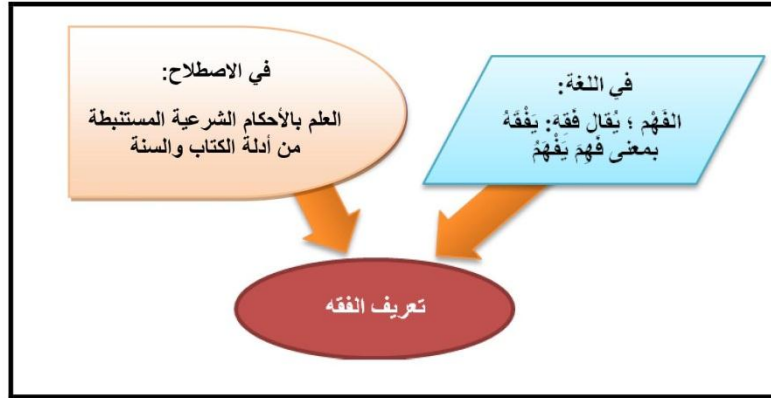 في اللغة:
الفَهْم ؛ يُقال فَقِهَ: يَفْقَهُ
بمعنى فَهِمَ يَفْهَمُ
في الاصطلاح:
العلم بالأحكام الشرعية المستنبطة
من أدلة الكتاب والسنة
تعريف الفقه